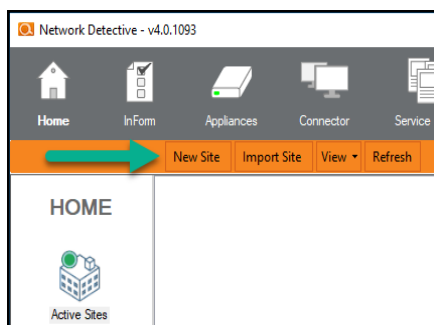 Network Detective - v4.0.1093
Home InForm Appliances Connector Service
New Site Import Site View Refresh
HOME
Active Sites